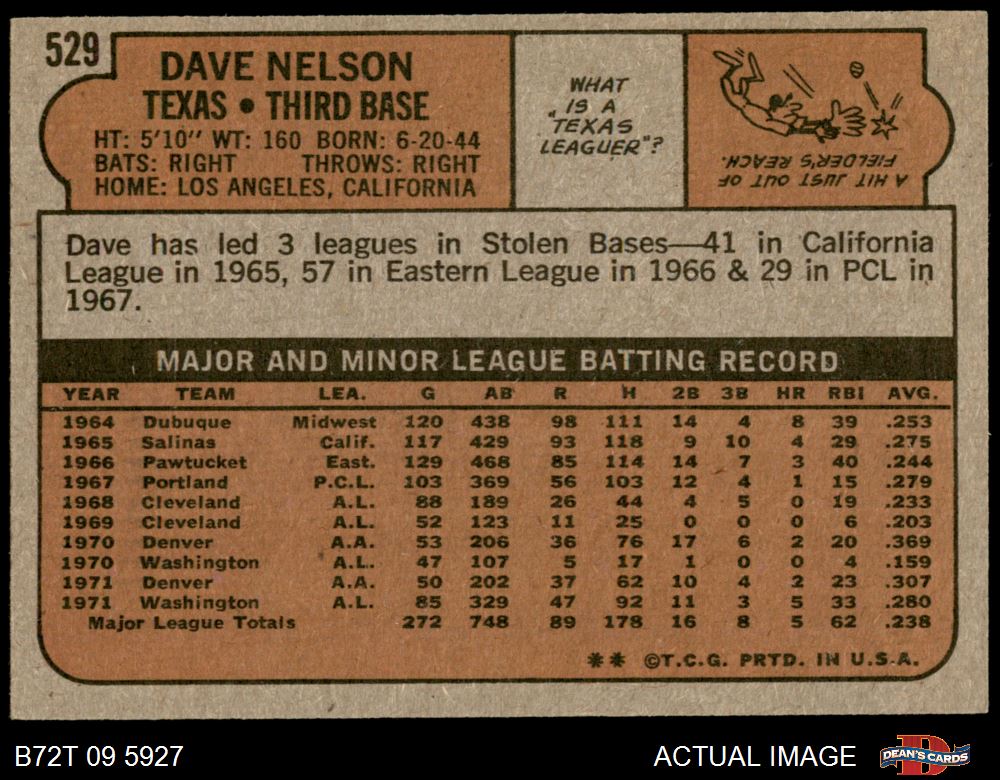 529
DAVE NELSON
TEXAS • THIRD BASE
HT: 5'10" WT: 160 BORN: 6-20-44
BATS: RIGHT THROWS: RIGHT
HOME: LOS ANGELES, CALIFORNIA
WHAT
IS A
"TEXAS
LEAGUER"?
A HIT JUST OUT OF
FIELDER'S REACH.
Dave has led 3 leagues in Stolen Bases—41 in California
League in 1965, 57 in Eastern League in 1966 & 29 in PCL in
1967.
MAJOR AND MINOR LEAGUE BATTING RECORD
YEAR TEAM LEA. G AB R H 2B 3B HR RBI AVG.
1964 Dubuque Midwest 120 438 98 111 14 4 8 39 .253
1965 Salinas Calif. 117 429 93 118 9 10 4 29 .275
1966 Pawtucket East. 129 468 85 114 14 7 3 40 .244
1967 Portland P.C.L. 103 369 56 103 12 4 1 15 .279
1968 Cleveland A.L. 88 189 26 44 4 5 0 19 .233
1969 Cleveland A.L. 52 123 11 25 0 0 0 6 .203
1970 Denver A.A. 53 206 36 76 17 6 2 20 .369
1970 Washington A.L. 47 107 5 17 1 0 0 4 .159
1971 Denver A.A. 50 202 37 62 10 4 2 23 .307
1971 Washington A.L. 85 329 47 92 11 3 5 33 .280
Major League Totals 272 748 89 178 16 8 5 62 .238
** ©T.C.G. PRTD. IN U.S.A.
B72T 09 5927
ACTUAL IMAGE
DEAN'S CARDS